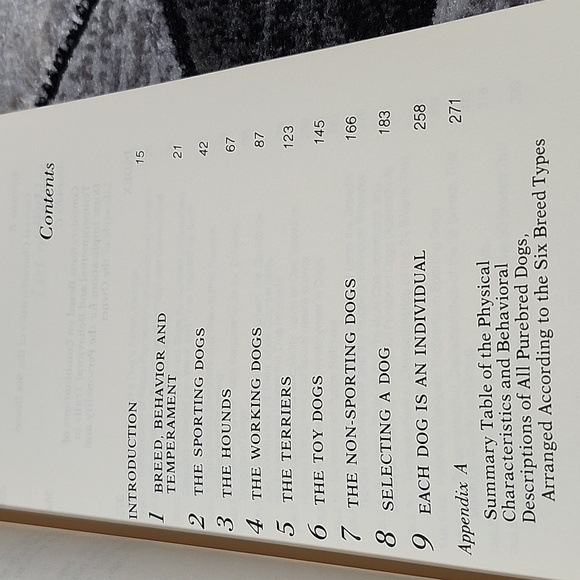 Contents
INTRODUCTION 15
1 BREED, BEHAVIOR AND
TEMPERAMENT 21
2 THE SPORTING DOGS 42
3 THE HOUNDS 67
4 THE WORKING DOGS 87
5 THE TERRIERS 123
6 THE TOY DOGS 145
7 THE NON-SPORTING DOGS 166
8 SELECTING A DOG 183
9 EACH DOG IS AN INDIVIDUAL 258
Appendix A 271
Summary Table of the Physical
Characteristics and Behavioral
Descriptions of All Purebred Dogs,
Arranged According to the Six Breed Types